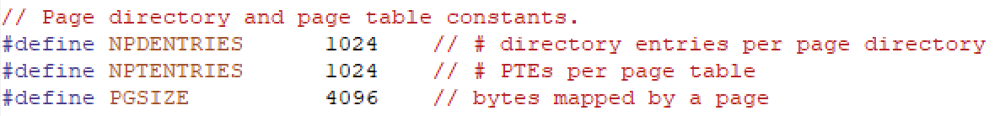 // Page directory and page table constants.
#define NPDENTRIES      1024    // # directory entries per page directory
#define NPTENTRIES      1024    // # PTEs per page table
#define PGSIZE          4096    // bytes mapped by a page